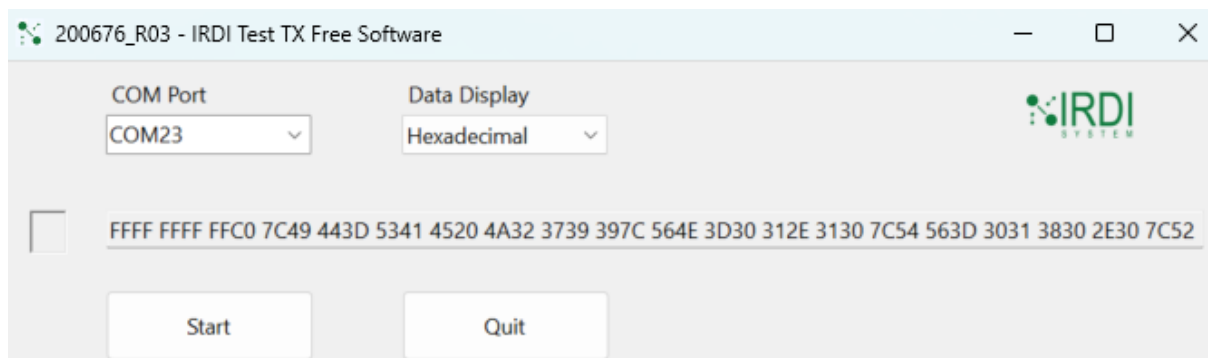 200676_R03 - IRDI Test TX Free Software
COM Port Data Display
IRDI
SYSTEM
COM23 Hexadecimal
FFFF FFFF FFC0 7C49 443D 5341 4520 4A32 3739 397C 564E 3D30 312E 3130 7C54 563D 3031 3830 2E30 7C52
Start Quit